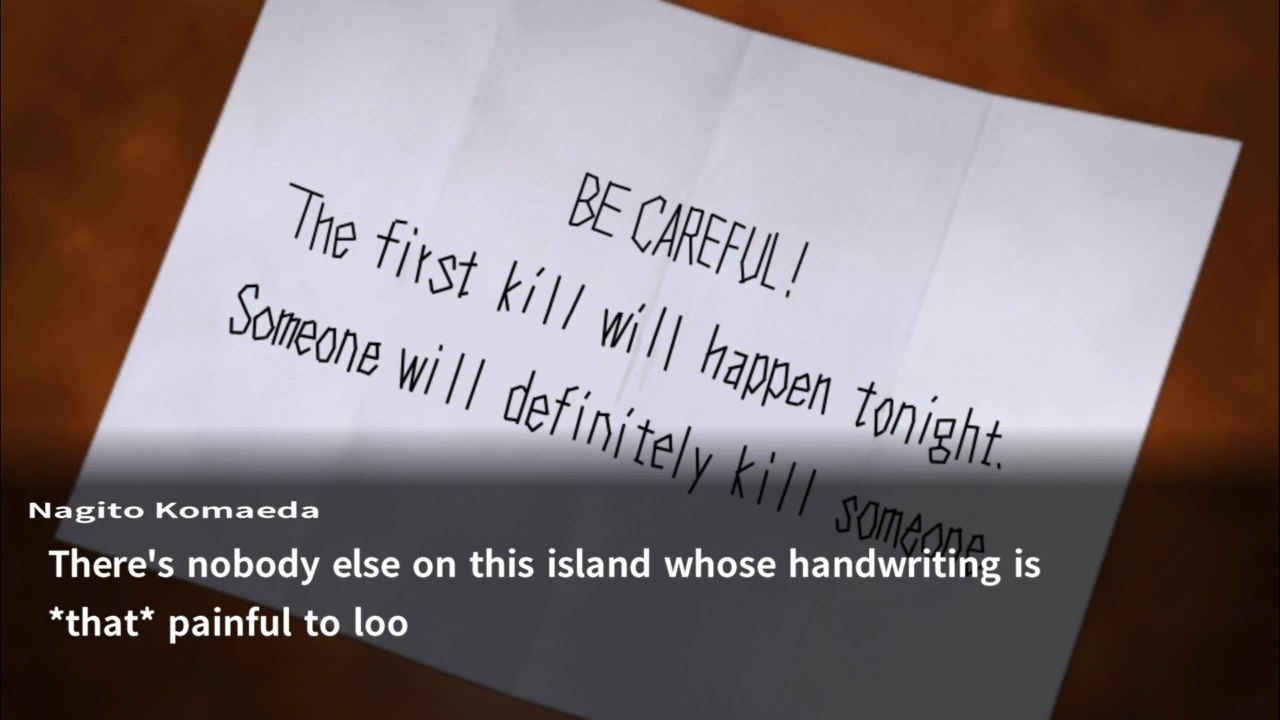 BE CAREFUL!
The first kill will happen tonight.
Someone will definitely kill someone.
Nagito Komaeda
There's nobody else on this island whose handwriting is
*that* painful to loo